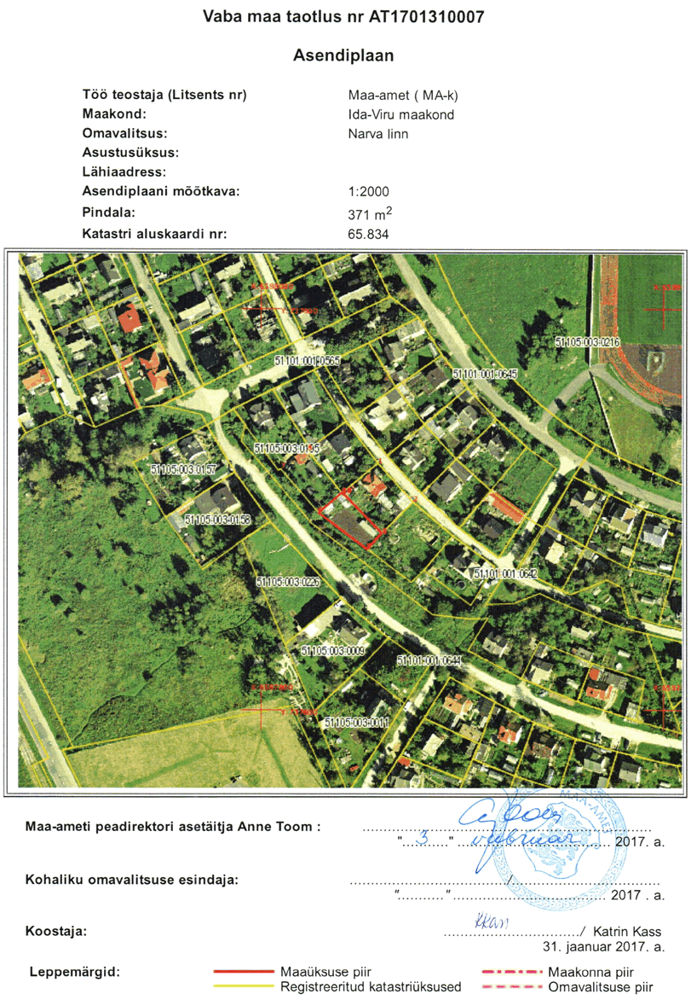 Vaba maa taotlus nr AT1701310007
Asendiplaan
Töö teostaja (Litsents nr) Maa-amet ( MA-k)
Maakond: Ida-Viru maakond
Omavalitsus: Narva linn
Asustusüksus:
Lähiaadress:
Asendiplaani mõõtkava: 1:2000
Pindala: 371 m²
Katastri aluskaardi nr: 65.834
51105:003:0216
51101:001:0565
51101:001:0645
51105:003:0157
51105:003:0158
51101:001:0642
51105:003:0226
51105:003:0009
51101:001:0644
51105:003:0011
Maa-ameti peadirektori asetäitja Anne Toom :
"....3....." veebruar 2017. a.
MAA-AMET
Kohaliku omavalitsuse esindaja: /
"..........." 2017 . a.
Koostaja: / Katrin Kass
31. jaanuar 2017. a.
Leppemärgid: Maaüksuse piir Maakonna piir
Registreeritud katastriüksused Omavalitsuse piir